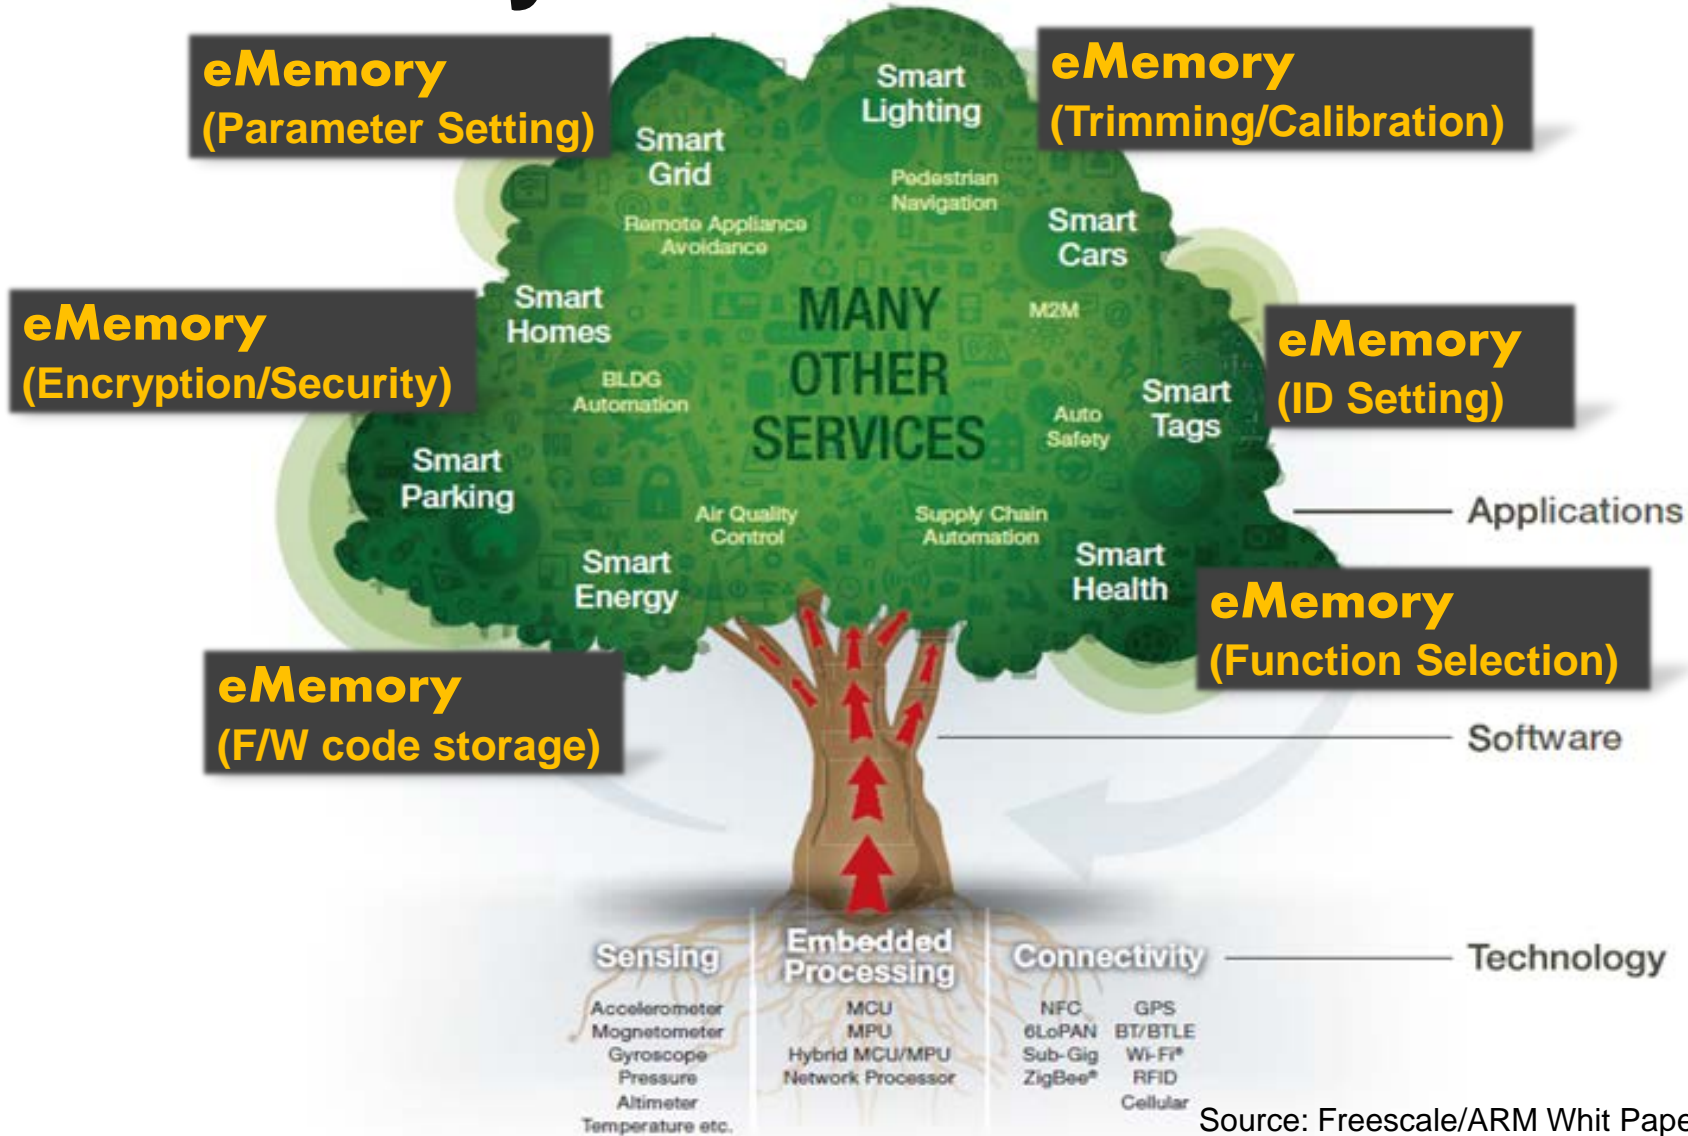 eMemory
(Parameter Setting)
eMemory
(Trimming/Calibration)
Smart
Lighting
Smart
Grid
Pedestrian
Navigation
Remote Appliance
Avoidance
Smart
Cars
Smart
Homes
MANY
OTHER
SERVICES
M2M
eMemory
(Encryption/Security)
eMemory
(ID Setting)
BLDG
Automation
Smart
Tags
Auto
Safety
Smart
Parking
Air Quality
Control
Supply Chain
Automation
Applications
Smart
Energy
Smart
Health
eMemory
(Function Selection)
eMemory
(F/W code storage)
Software
Sensing
Embedded
Processing
Connectivity
Technology
Accelerometer
Mognetometer
Gyroscope
Pressure
Altimeter
Temperature etc.
MCU
MPU
Hybrid MCU/MPU
Network Processor
NFC GPS
6LoPAN BT/BTLE
Sub-Gig Wi-Fi®
ZigBee® RFID
Cellular
Source: Freescale/ARM Whit Pape